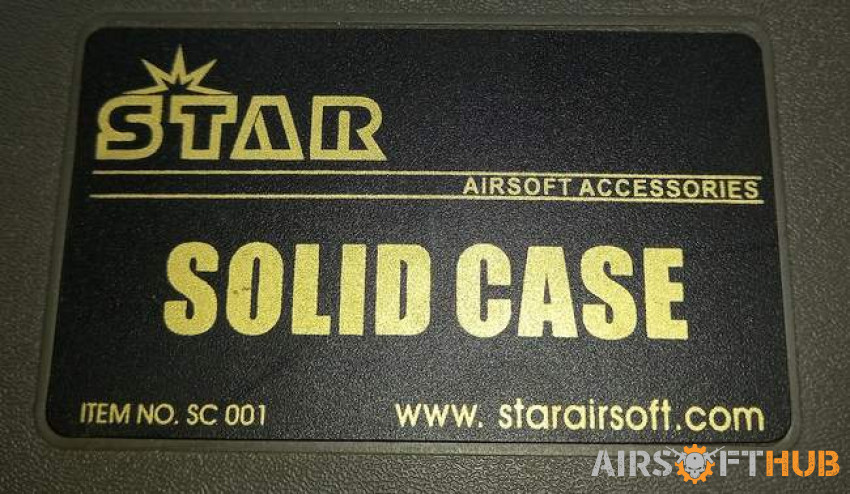 STAR
AIRSOFT ACCESSORIES
SOLID CASE
ITEM NO. SC 001 www. starairsoft.com
AIRSOFTHUB